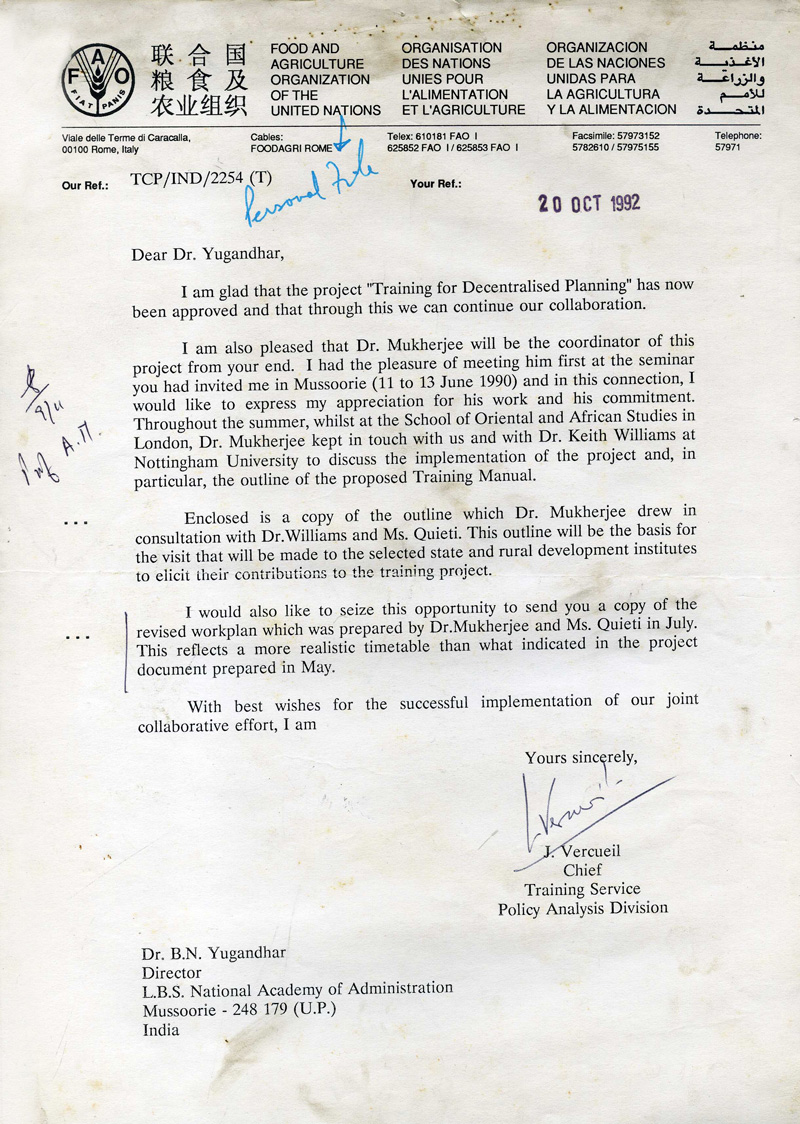 FAO
FIAT PANIS
联合国
粮食及
农业组织
FOOD AND
AGRICULTURE
ORGANIZATION
OF THE
UNITED NATIONS
ORGANISATION
DES NATIONS
UNIES POUR
L'ALIMENTATION
ET L'AGRICULTURE
ORGANIZACION
DE LAS NACIONES
UNIDAS PARA
LA AGRICULTURA
Y LA ALIMENTACION
منظمة
الاغذية
والزراعة
للأمم
المتحدة
Viale delle Terme di Caracalla,
00100 Rome, Italy
Cables:
FOODAGRI ROME
Telex: 610181 FAO I
625852 FAO I / 625853 FAO I
Facsimile: 57973152
5782610 / 57975155
Telephone:
57971
Our Ref.: TCP/IND/2254 (T)
Your Ref.:
Personal File
20 OCT 1992
Dear Dr. Yugandhar,
I am glad that the project "Training for Decentralised Planning" has now
been approved and that through this we can continue our collaboration.
I am also pleased that Dr. Mukherjee will be the coordinator of this
project from your end. I had the pleasure of meeting him first at the seminar
you had invited me in Mussoorie (11 to 13 June 1990) and in this connection, I
would like to express my appreciation for his work and his commitment.
Throughout the summer, whilst at the School of Oriental and African Studies in
London, Dr. Mukherjee kept in touch with us and with Dr. Keith Williams at
Nottingham University to discuss the implementation of the project and, in
particular, the outline of the proposed Training Manual.
9/11
Prof A.M.
... Enclosed is a copy of the outline which Dr. Mukherjee drew in
consultation with Dr.Williams and Ms. Quieti. This outline will be the basis for
the visit that will be made to the selected state and rural development institutes
to elicit their contributions to the training project.
... I would also like to seize this opportunity to send you a copy of the
revised workplan which was prepared by Dr.Mukherjee and Ms. Quieti in July.
This reflects a more realistic timetable than what indicated in the project
document prepared in May.
With best wishes for the successful implementation of our joint
collaborative effort, I am
Yours sincerely,
J. Vercueil
Chief
Training Service
Policy Analysis Division
Dr. B.N. Yugandhar
Director
L.B.S. National Academy of Administration
Mussoorie - 248 179 (U.P.)
India